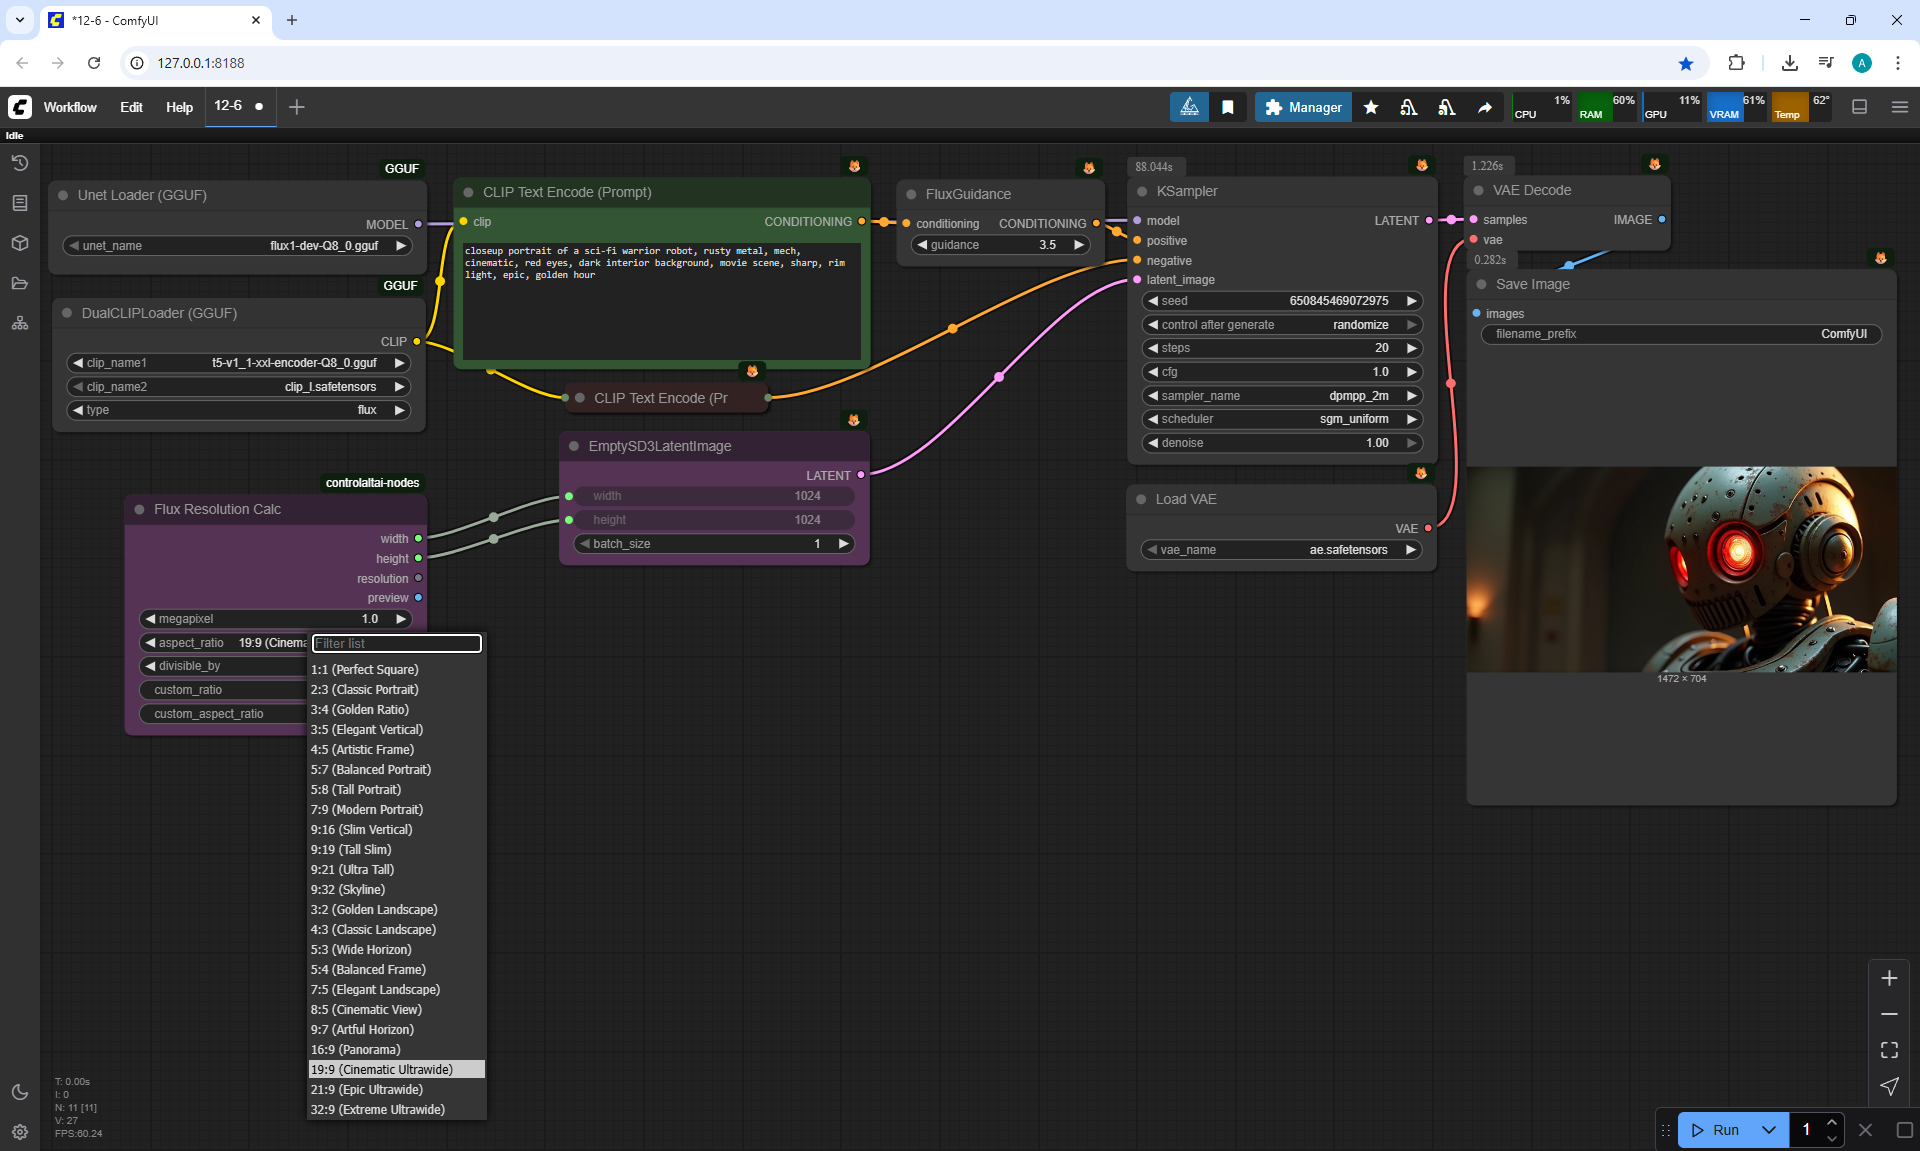 *12-6 - ComfyUI
127.0.0.1:8188
A
Workflow
Edit
Help
12-6
Manager
CPU
1%
RAM
60%
GPU
11%
VRAM
61%
Temp
62°
Idle
GGUF
Unet Loader (GGUF)
MODEL
unet_name
flux1-dev-Q8_0.gguf
GGUF
DualCLIPLoader (GGUF)
CLIP
clip_name1
t5-v1_1-xxl-encoder-Q8_0.gguf
clip_name2
clip_l.safetensors
type
flux
CLIP Text Encode (Prompt)
clip
CONDITIONING
closeup portrait of a sci-fi warrior robot, rusty metal, mech,
cinematic, red eyes, dark interior background, movie scene, sharp, rim
light, epic, golden hour
CLIP Text Encode (Pr
FluxGuidance
conditioning
CONDITIONING
guidance
3.5
88.044s
KSampler
model
LATENT
positive
negative
latent_image
seed
650845469072975
control after generate
randomize
steps
20
cfg
1.0
sampler_name
dpmpp_2m
scheduler
sgm_uniform
denoise
1.00
1.226s
VAE Decode
samples
IMAGE
vae
0.282s
Save Image
images
filename_prefix
ComfyUI
1472 × 704
Load VAE
VAE
vae_name
ae.safetensors
EmptySD3LatentImage
LATENT
width
1024
height
1024
batch_size
1
controlaltai-nodes
Flux Resolution Calc
width
height
resolution
preview
megapixel
1.0
aspect_ratio
19:9 (Cinema
divisible_by
custom_ratio
custom_aspect_ratio
Filter list
1:1 (Perfect Square)
2:3 (Classic Portrait)
3:4 (Golden Ratio)
3:5 (Elegant Vertical)
4:5 (Artistic Frame)
5:7 (Balanced Portrait)
5:8 (Tall Portrait)
7:9 (Modern Portrait)
9:16 (Slim Vertical)
9:19 (Tall Slim)
9:21 (Ultra Tall)
9:32 (Skyline)
3:2 (Golden Landscape)
4:3 (Classic Landscape)
5:3 (Wide Horizon)
5:4 (Balanced Frame)
7:5 (Elegant Landscape)
8:5 (Cinematic View)
9:7 (Artful Horizon)
16:9 (Panorama)
19:9 (Cinematic Ultrawide)
21:9 (Epic Ultrawide)
32:9 (Extreme Ultrawide)
T: 0.00s
I: 0
N: 11 [11]
V: 27
FPS:60.24
Run
1